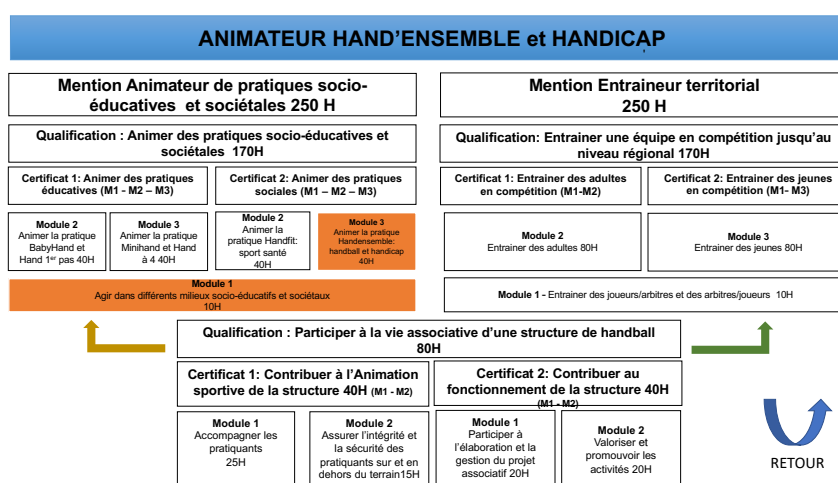 ANIMATEUR HAND'ENSEMBLE et HANDICAP
Mention Animateur de pratiques socio-
éducatives et sociétales 250 H
Mention Entraineur territorial
250 H
Qualification : Animer des pratiques socio-éducatives et
sociétales 170H
Qualification: Entrainer une équipe en compétition jusqu'au
niveau régional 170H
Certificat 1: Animer des pratiques
éducatives (M1 - M2 – M3)
Certificat 2: Animer des pratiques
sociales (M1 – M2 – M3)
Certificat 1: Entrainer des adultes
en compétition (M1-M2)
Certificat 2: Entrainer des jeunes
en compétition (M1- M3)
Module 2
Animer la pratique
BabyHand et
Hand 1er pas 40H
Module 3
Animer la pratique
Minihand et Hand
à 4 40H
Module 2
Animer la
pratique Handfit:
sport santé
40H
Module 3
Animer la pratique
Handensemble:
handball et handicap
40H
Module 2
Entrainer des adultes 80H
Module 3
Entrainer des jeunes 80H
Module 1
Agir dans différents milieux socio-éducatifs et sociétaux
10H
Module 1 - Entrainer des joueurs/arbitres et des arbitres/joueurs 10H
Qualification : Participer à la vie associative d'une structure de handball
80H
Certificat 1: Contribuer à l'Animation
sportive de la structure 40H (M1 - M2)
Certificat 2: Contribuer au
fonctionnement de la structure 40H
(M1 - M2)
Module 1
Accompagner les
pratiquants
25H
Module 2
Assurer l'intégrité et
la sécurité des
pratiquants sur et en
dehors du terrain15H
Module 1
Participer à
l'élaboration et la
gestion du projet
associatif 20H
Module 2
Valoriser et
promouvoir les
activités 20H
RETOUR